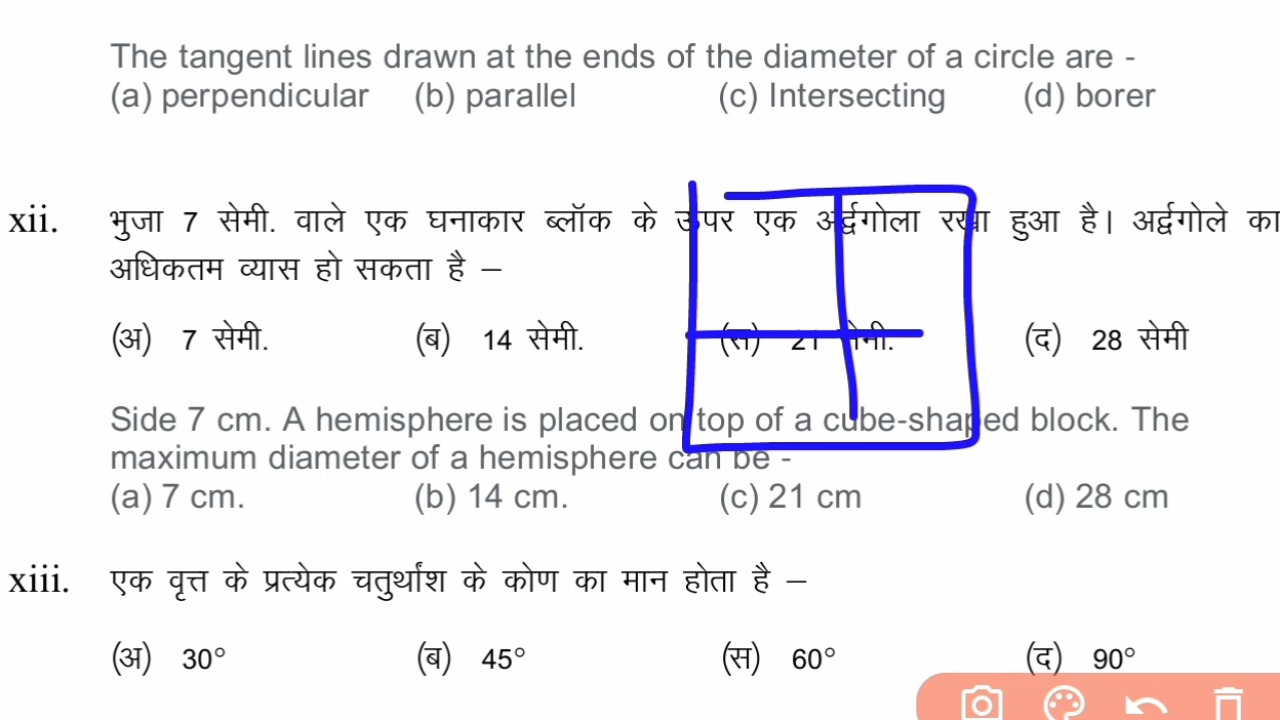 The tangent lines drawn at the ends of the diameter of a circle are -
(a) perpendicular (b) parallel (c) Intersecting (d) borer
xii. भुजा 7 सेमी. वाले एक घनाकार ब्लॉक के ऊपर एक अर्द्वगोला रखा हुआ है। अर्द्वगोले का
अधिकतम व्यास हो सकता है –
(अ) 7 सेमी. (ब) 14 सेमी. (स) 21 सेमी. (द) 28 सेमी
Side 7 cm. A hemisphere is placed on top of a cube-shaped block. The
maximum diameter of a hemisphere can be -
(a) 7 cm. (b) 14 cm. (c) 21 cm (d) 28 cm
xiii. एक वृत्त के प्रत्येक चतुर्थांश के कोण का मान होता है –
(अ) 30° (ब) 45° (स) 60° (द) 90°